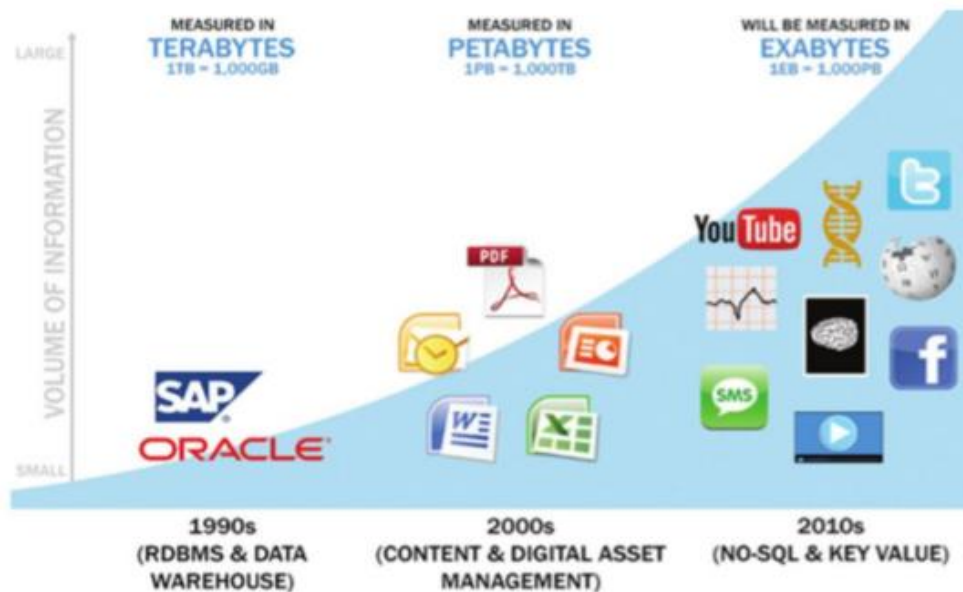 MEASURED IN
TERABYTES
1TB = 1,000GB
MEASURED IN
PETABYTES
1PB = 1,000TB
WILL BE MEASURED IN
EXABYTES
1EB = 1,000PB
LARGE
VOLUME OF INFORMATION
SMALL
SAP®
ORACLE®
PDF
W
X
You Tube
t
SMS
f
1990s
(RDBMS & DATA
WAREHOUSE)
2000s
(CONTENT & DIGITAL ASSET
MANAGEMENT)
2010s
(NO-SQL & KEY VALUE)